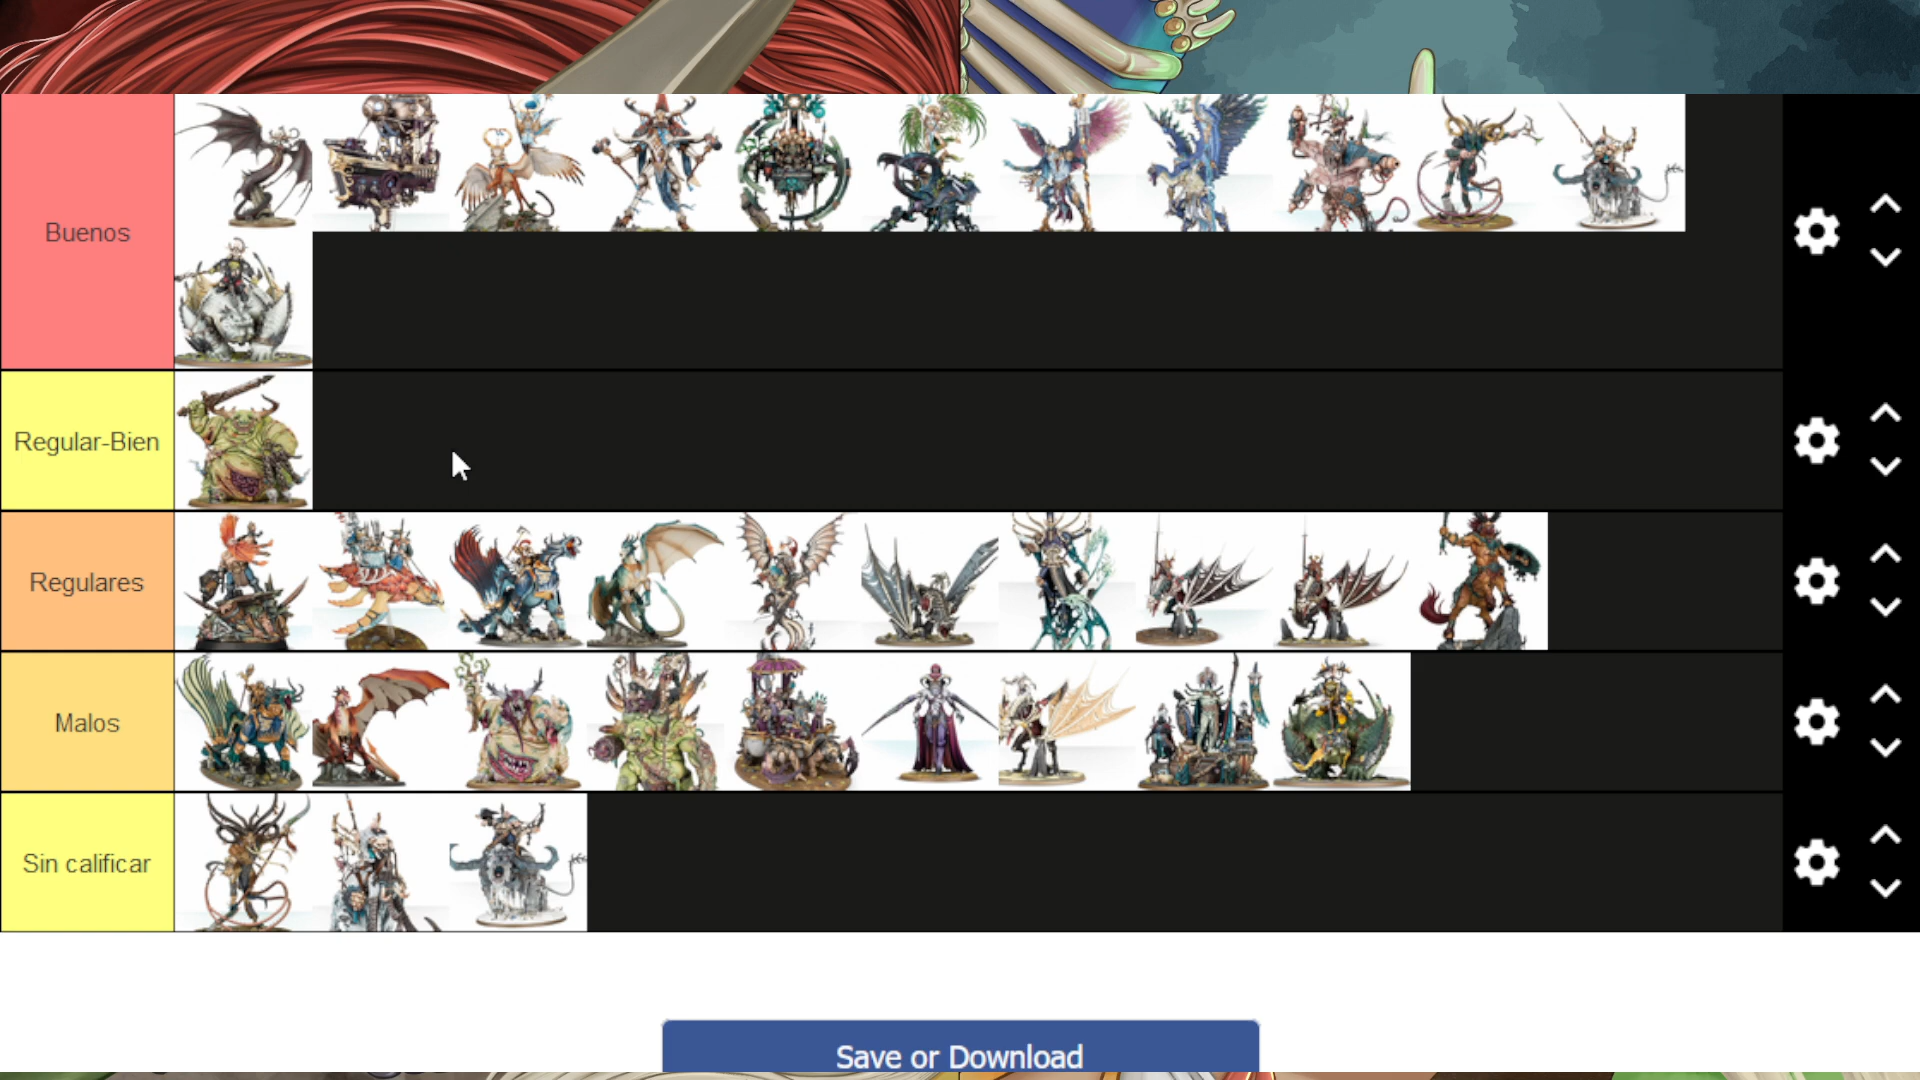 Buenos
Regular-Bien
Regulares
Malos
Sin calificar
Save or Download